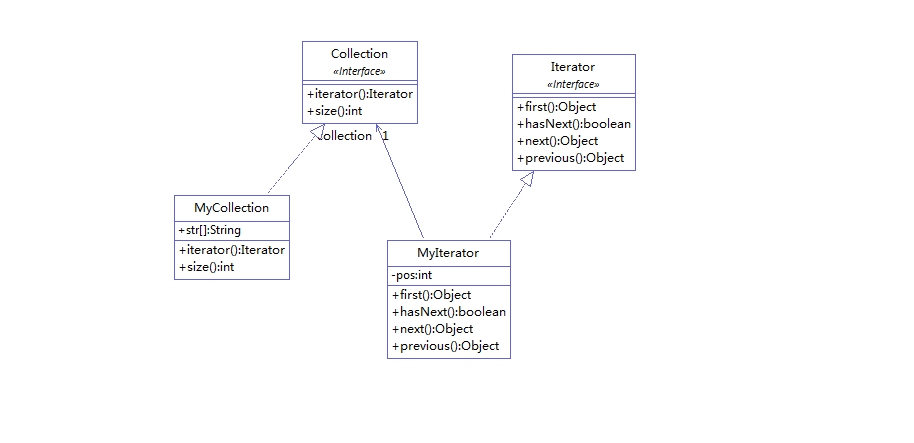 Collection
«Interface»
+iterator():Iterator
+size():int
Iterator
«Interface»
+first():Object
+hasNext():boolean
+next():Object
+previous():Object
collection 1
MyCollection
+str[]:String
+iterator():Iterator
+size():int
MyIterator
-pos:int
+first():Object
+hasNext():boolean
+next():Object
+previous():Object